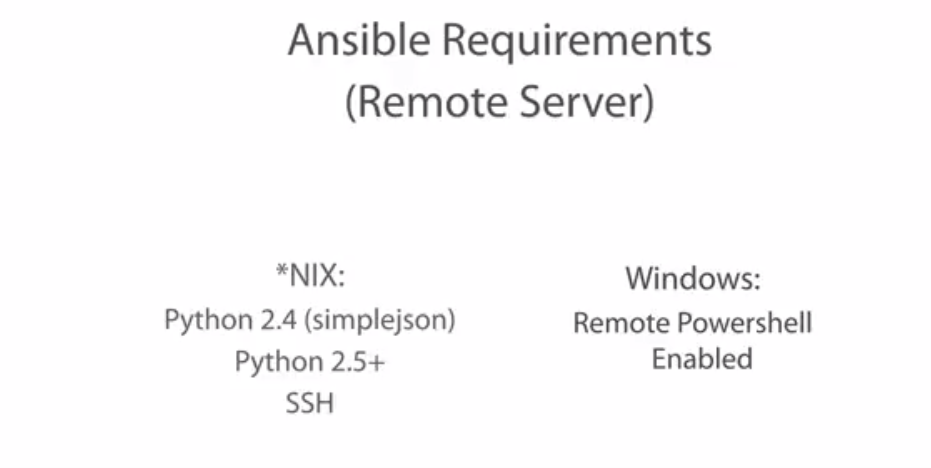 Ansible Requirements
(Remote Server)
*NIX:
Python 2.4 (simplejson)
Python 2.5+
SSH
Windows:
Remote Powershell
Enabled